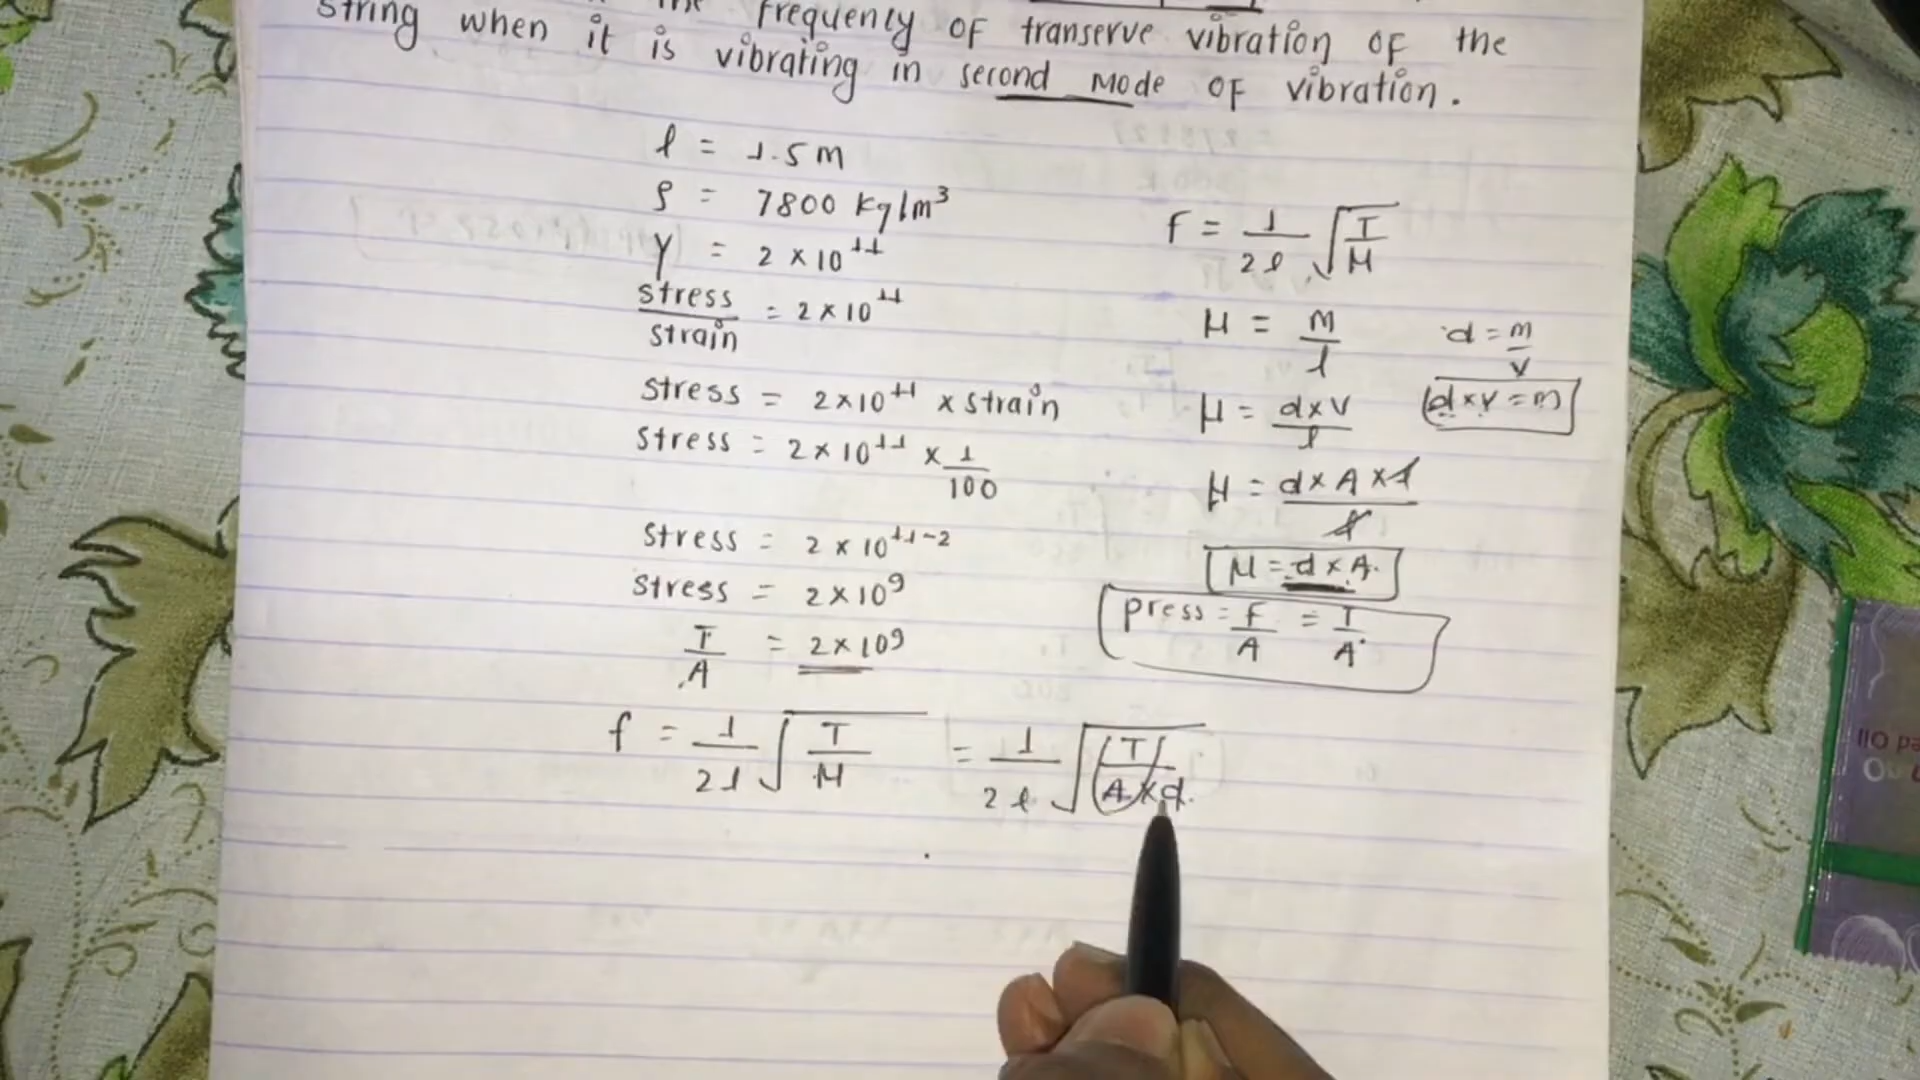 the frequency of transerve vibration of the
string when it is vibrating in second mode of vibration.
l = 1.5 m
ρ = 7800 kg/m³
Y = 2 × 10¹¹
stress/strain = 2 × 10¹¹
stress = 2×10¹¹ × strain
stress = 2×10¹¹ × 1/100
stress = 2 × 10¹¹⁻²
stress = 2×10⁹
T/A = 2×10⁹
f = 1/2l √T/μ = 1/2l √T/A×d
f = 1/2l √T/μ
μ = m/l
d = m/v
μ = d×v/l
d×v = m
μ = d×A×l/l
μ = d×A
press = F/A = T/A